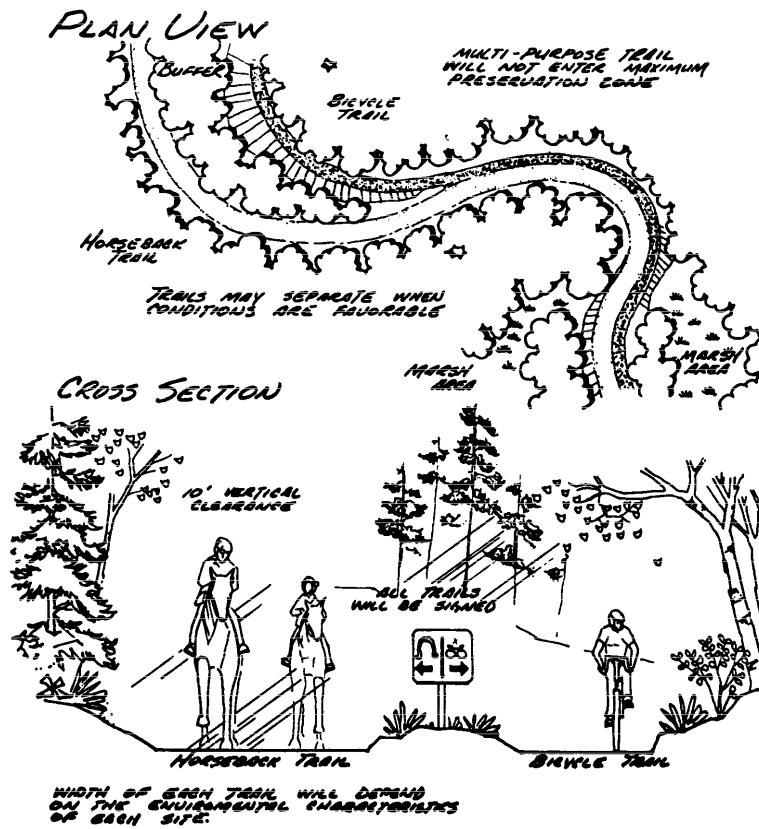 PLAN VIEW
BUFFER
MULTI-PURPOSE TRAIL
WILL NOT ENTER MAXIMUM
PRESERVATION ZONE
BICYCLE
TRAIL
HORSEBACK
TRAIL
TRAILS MAY SEPARATE WHEN
CONDITIONS ARE FAVORABLE
MARSH
AREA
MARSH
AREA
CROSS SECTION
10' VERTICAL
CLEARANCE
ALL TRAILS
WILL BE SIGNED
HORSEBACK TRAIL
BICYCLE TRAIL
WIDTH OF EACH TRAIL WILL DEPEND
ON THE ENVIROMENTAL CHARACTERISTICS
OF EACH SITE.